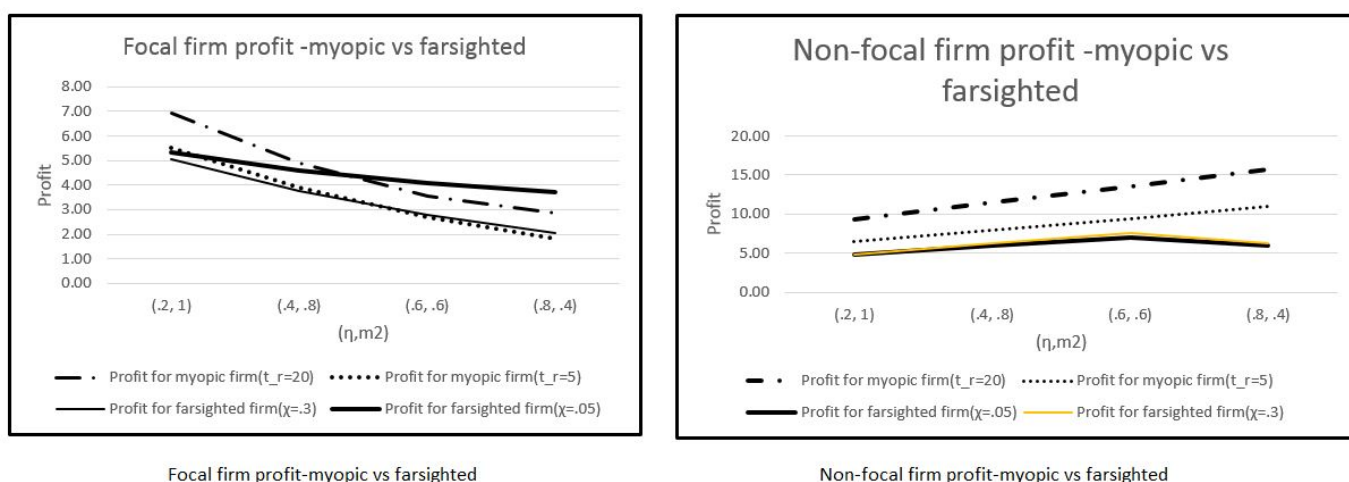 Focal firm profit -myopic vs farsighted
8.00
7.00
6.00
5.00
4.00
3.00
2.00
1.00
0.00
Profit
(.2, 1) (.4, .8) (.6, .6) (.8, .4)
(η,m2)
Profit for myopic firm(t_r=20) Profit for myopic firm(t_r=5)
Profit for farsighted firm(χ=.3) Profit for farsighted firm(χ=.05)
Focal firm profit-myopic vs farsighted
Non-focal firm profit -myopic vs
farsighted
20.00
15.00
10.00
5.00
0.00
Profit
(.2, 1) (.4, .8) (.6, .6) (.8, .4)
(η,m2)
Profit for myopic firm(t_r=20) Profit for myopic firm(t_r=5)
Profit for farsighted firm(χ=.05) Profit for farsighted firm(χ=.3)
Non-focal firm profit-myopic vs farsighted